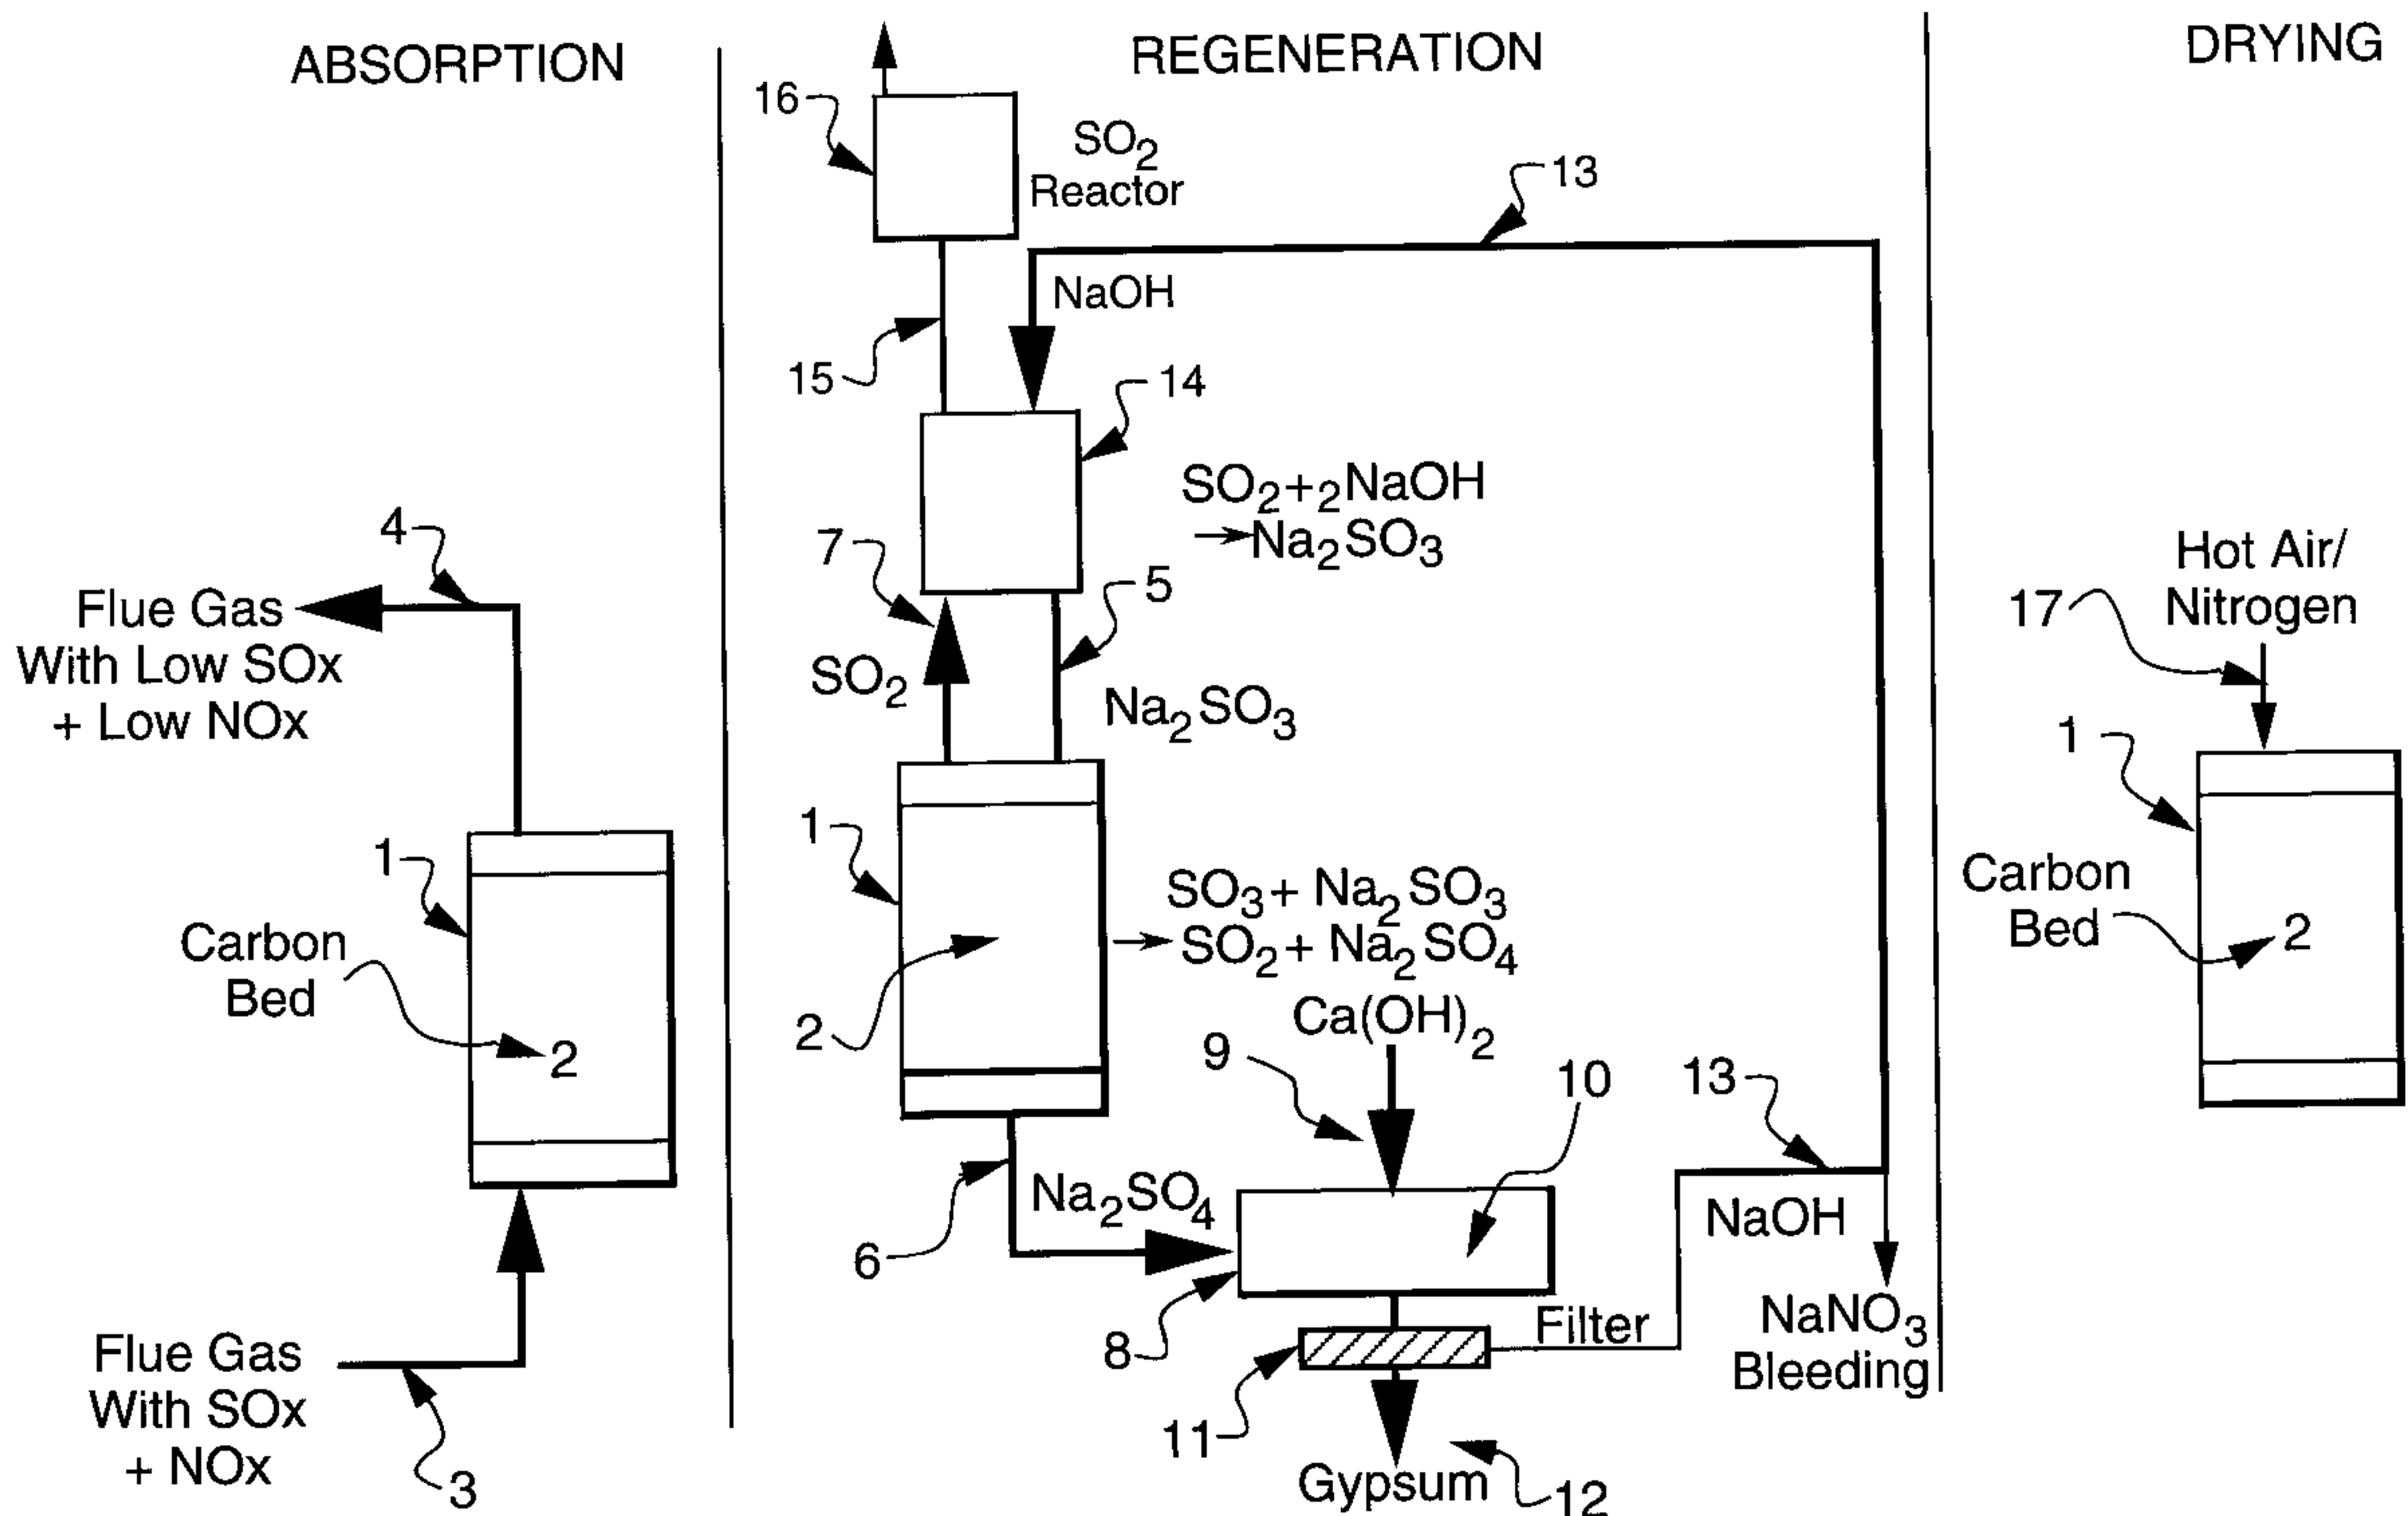 ABSORPTION
4
Flue Gas
With Low SOx
+ Low NOx
1
Carbon
Bed
2
Flue Gas
With SOx
+ NOx
3
REGENERATION
16
SO2
Reactor
13
NaOH
15
14
SO2+2NaOH
→Na2SO3
7
5
SO2
Na2SO3
1
SO3+ Na2SO3
→ SO2+ Na2SO4
2
Ca(OH)2
9
10
13
Na2SO4
NaOH
6
8
Filter
NaNO3
Bleeding
11
Gypsum
12
DRYING
Hot Air/
Nitrogen
17
1
Carbon
Bed
2